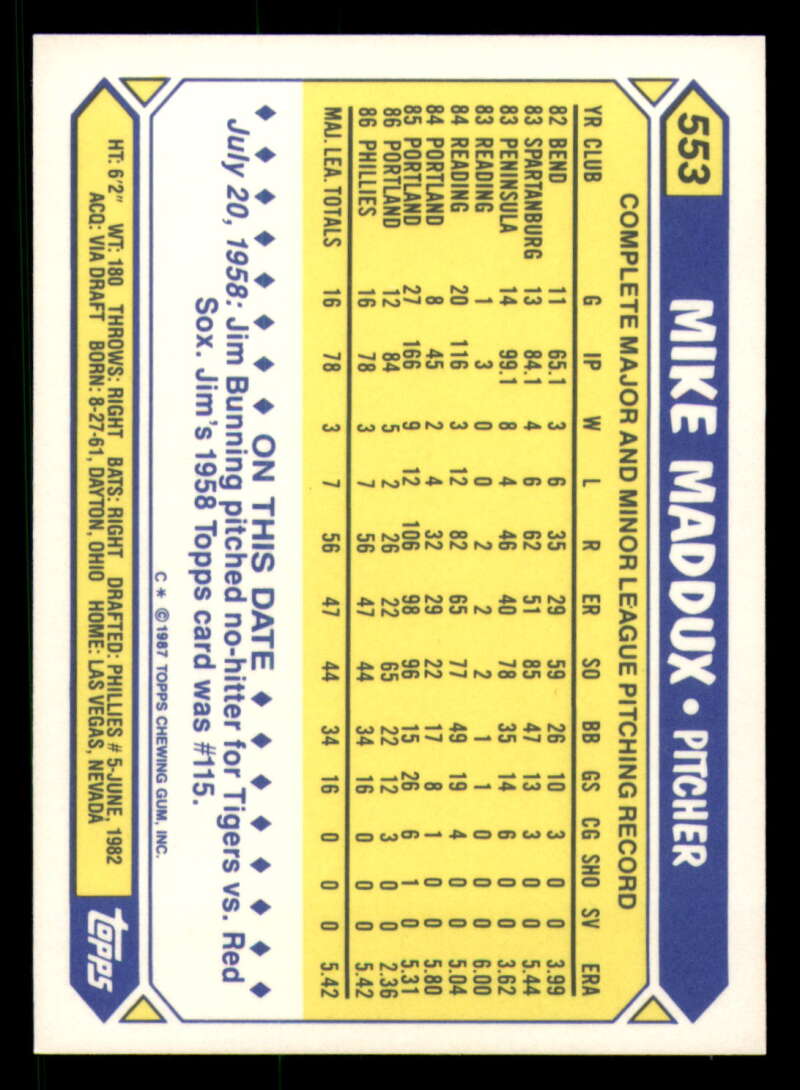 553 MIKE MADDUX • PITCHER
COMPLETE MAJOR AND MINOR LEAGUE PITCHING RECORD
YR CLUB G IP W L R ER SO BB GS CG SHO SV ERA
82 BEND 11 65.1 3 6 35 29 59 26 10 3 0 0 3.99
83 SPARTANBURG 13 84.1 4 6 62 51 85 47 13 3 0 0 5.44
83 PENINSULA 14 99.1 8 4 46 40 78 35 14 6 0 0 3.62
83 READING 1 3 0 0 2 2 2 1 1 0 0 0 6.00
84 READING 20 116 3 12 82 65 77 49 19 4 0 0 5.04
84 PORTLAND 8 45 2 4 32 29 22 17 8 1 0 0 5.80
85 PORTLAND 27 166 9 12 106 98 96 15 26 6 1 0 5.31
86 PORTLAND 12 84 5 2 26 22 65 22 12 3 0 0 2.36
86 PHILLIES 16 78 3 7 56 47 44 34 16 0 0 0 5.42
MAJ. LEA. TOTALS 16 78 3 7 56 47 44 34 16 0 0 0 5.42
◆ ◆ ◆ ◆ ◆ ◆ ◆ ◆ ON THIS DATE ◆ ◆ ◆ ◆ ◆ ◆ ◆ ◆
July 20, 1958: Jim Bunning pitched no-hitter for Tigers vs. Red
Sox. Jim's 1958 Topps card was #115.
C * © 1987 TOPPS CHEWING GUM, INC.
HT: 6'2" WT: 180 THROWS: RIGHT BATS: RIGHT DRAFTED: PHILLIES # 5-JUNE, 1982
ACQ: VIA DRAFT BORN: 8-27-61, DAYTON, OHIO HOME: LAS VEGAS, NEVADA
topps